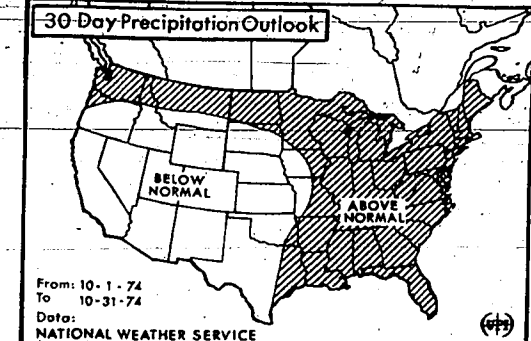 30-Day Precipitation Outlook
BELOW
NORMAL
ABOVE
NORMAL
From: 10-1-74
To 10-31-74
Data:
NATIONAL WEATHER SERVICE
UPI